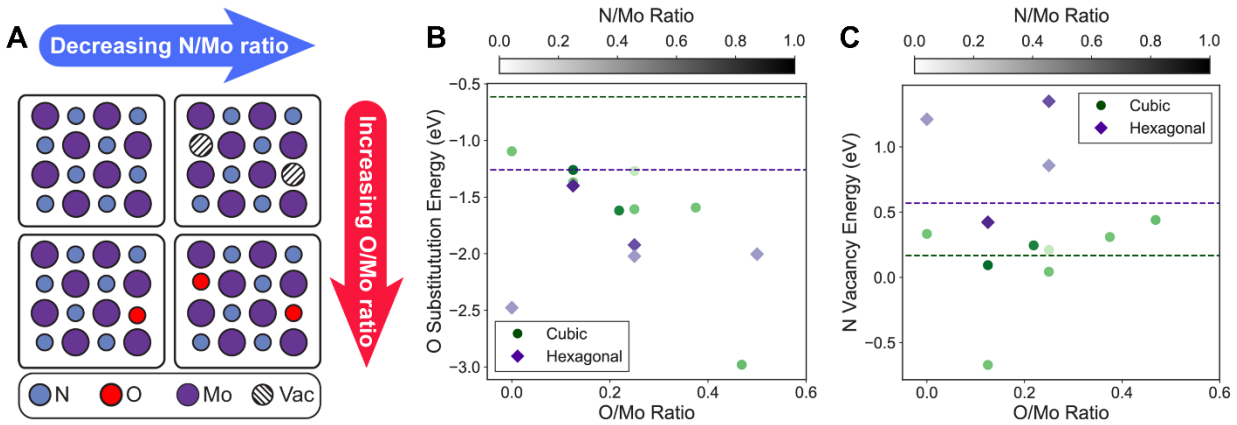 A
Decreasing N/Mo ratio
Increasing O/Mo ratio
N
O
Mo
Vac
B
N/Mo Ratio
0.0 0.2 0.4 0.6 0.8 1.0
O Substitutution Energy (eV)
−0.5
−1.0
−1.5
−2.0
−2.5
−3.0
Cubic
Hexagonal
0.0 0.2 0.4 0.6
O/Mo Ratio
C
N/Mo Ratio
0.0 0.2 0.4 0.6 0.8 1.0
N Vacancy Energy (eV)
1.0
0.5
0.0
−0.5
Cubic
Hexagonal
0.0 0.2 0.4 0.6
O/Mo Ratio